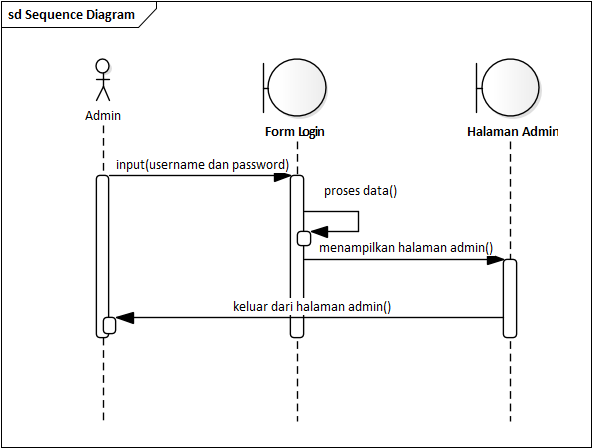 sd Sequence Diagram
Admin
Form Login
Halaman Admin
input(username dan password)
proses data()
menampilkan halaman admin()
keluar dari halaman admin()